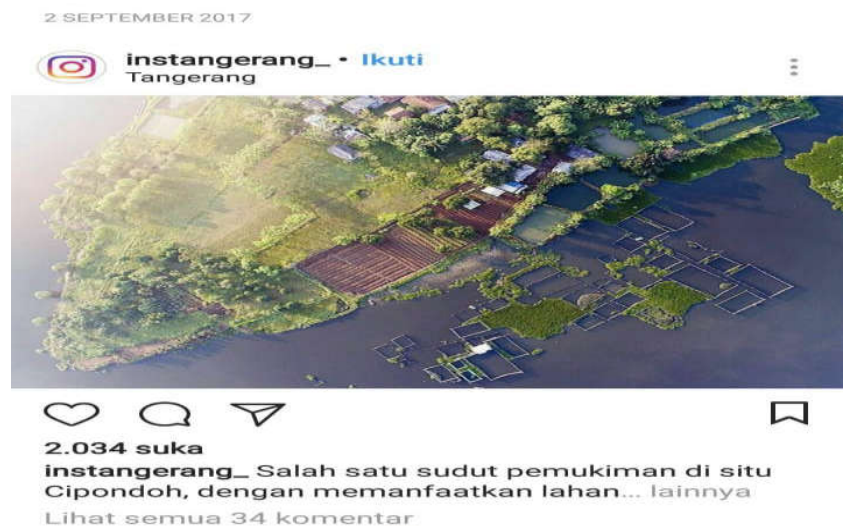 2 SEPTEMBER 2017
instangerang_ • Ikuti
Tangerang
2.034 suka
instangerang_ Salah satu sudut pemukiman di situ
Cipondoh, dengan memanfaatkan lahan... lainnya
Lihat semua 34 komentar